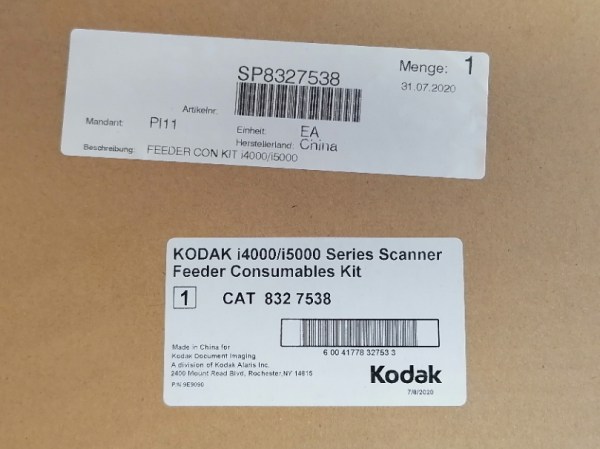 Menge: 1
SP8327538
31.07.2020
Artikelnr:
Mandant: PI11
Einheit: EA
Herstellerland: China
Beschreibung: FEEDER CON KIT i4000/i5000
KODAK i4000/i5000 Series Scanner
Feeder Consumables Kit
1 CAT 832 7538
6 00 41778 32753 3
Made in China for
Kodak Document Imaging
A division of Kodak Alaris Inc.
2400 Mount Read Blvd, Rochester, NY 14615
P/N 9E9090
Kodak
7/8/2020